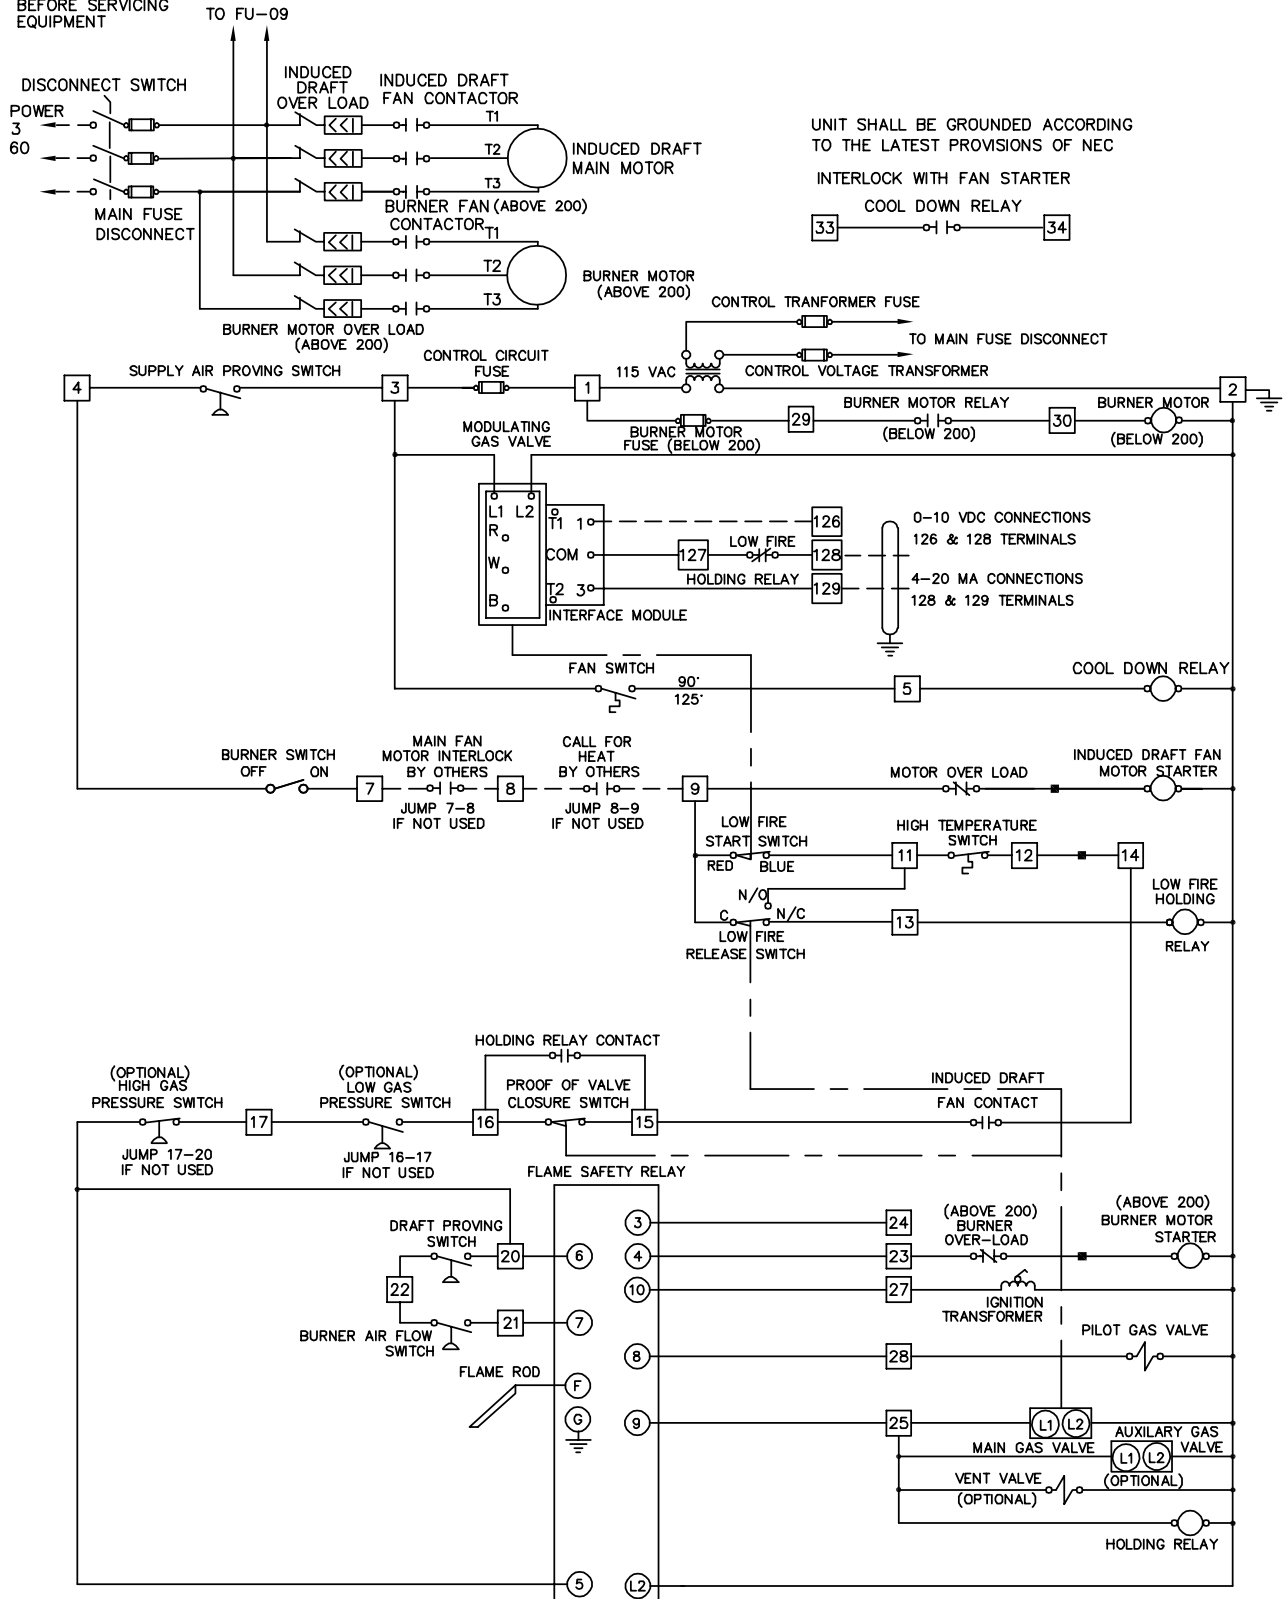 BEFORE SERVICING
EQUIPMENT
TO FU-09
DISCONNECT SWITCH
POWER
3
60
MAIN FUSE
DISCONNECT
INDUCED
DRAFT
OVER LOAD
INDUCED DRAFT
FAN CONTACTOR
T1
T2
T3
INDUCED DRAFT
MAIN MOTOR
BURNER FAN (ABOVE 200)
CONTACTOR
T1
T2
T3
BURNER MOTOR
(ABOVE 200)
BURNER MOTOR OVER LOAD
(ABOVE 200)
UNIT SHALL BE GROUNDED ACCORDING
TO THE LATEST PROVISIONS OF NEC
INTERLOCK WITH FAN STARTER
COOL DOWN RELAY
33
34
CONTROL TRANFORMER FUSE
TO MAIN FUSE DISCONNECT
CONTROL VOLTAGE TRANSFORMER
115 VAC
4
SUPPLY AIR PROVING SWITCH
3
CONTROL CIRCUIT
FUSE
1
2
BURNER MOTOR
FUSE (BELOW 200)
29
BURNER MOTOR RELAY
(BELOW 200)
30
BURNER MOTOR
(BELOW 200)
MODULATING
GAS VALVE
L1 L2
R
W
B
T1 1
COM
T2 3
INTERFACE MODULE
126
127
LOW FIRE
128
HOLDING RELAY
129
0-10 VDC CONNECTIONS
126 & 128 TERMINALS
4-20 MA CONNECTIONS
128 & 129 TERMINALS
FAN SWITCH
90°
125°
5
COOL DOWN RELAY
BURNER SWITCH
OFF ON
7
MAIN FAN
MOTOR INTERLOCK
BY OTHERS
JUMP 7-8
IF NOT USED
8
CALL FOR
HEAT
BY OTHERS
JUMP 8-9
IF NOT USED
9
MOTOR OVER LOAD
INDUCED DRAFT FAN
MOTOR STARTER
LOW FIRE
START SWITCH
RED BLUE
11
HIGH TEMPERATURE
SWITCH
12
14
N/O
C N/C
LOW FIRE
RELEASE SWITCH
13
LOW FIRE
HOLDING
RELAY
HOLDING RELAY CONTACT
(OPTIONAL)
HIGH GAS
PRESSURE SWITCH
JUMP 17-20
IF NOT USED
17
(OPTIONAL)
LOW GAS
PRESSURE SWITCH
JUMP 16-17
IF NOT USED
16
PROOF OF VALVE
CLOSURE SWITCH
15
INDUCED DRAFT
FAN CONTACT
FLAME SAFETY RELAY
DRAFT PROVING
SWITCH
20
6
22
BURNER AIR FLOW
SWITCH
21
7
FLAME ROD
F
G
5
3
24
4
23
(ABOVE 200)
BURNER
OVER-LOAD
(ABOVE 200)
BURNER MOTOR
STARTER
10
27
IGNITION
TRANSFORMER
8
28
PILOT GAS VALVE
9
25
L1 L2
MAIN GAS VALVE
AUXILARY GAS
VALVE
L1 L2
(OPTIONAL)
VENT VALVE
(OPTIONAL)
HOLDING RELAY
L2